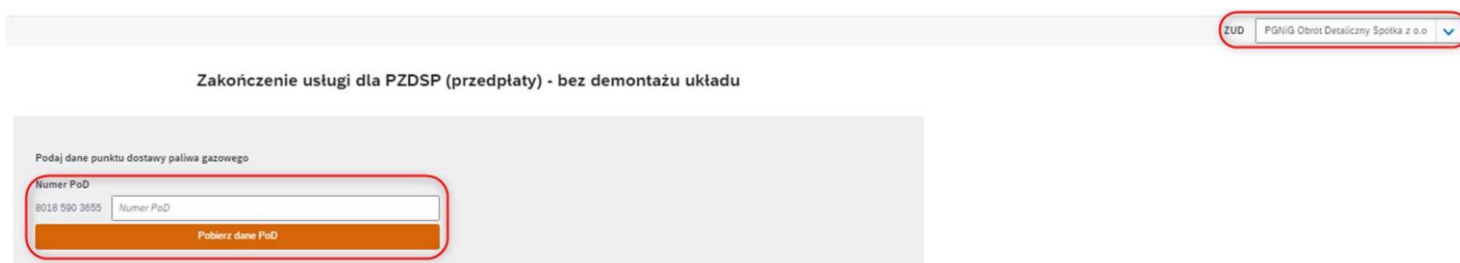 ZUD PGNiG Obrót Detaliczny Spółka z o.o
Zakończenie usługi dla PZDSP (przedpłaty) - bez demontażu układu
Podaj dane punktu dostawy paliwa gazowego
Numer PoD
8018 590 3655 Numer PoD
Pobierz dane PoD